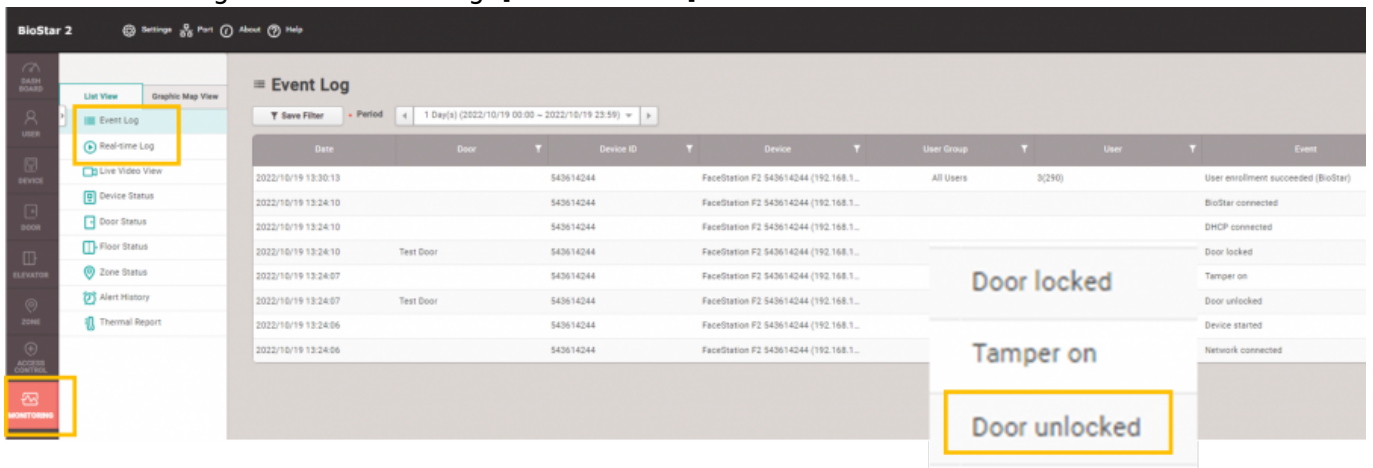 BioStar 2 Settings Port About Help
DASH BOARD
USER
DEVICE
DOOR
ELEVATOR
ZONE
ACCESS CONTROL
MONITORING
List View Graphic Map View
Event Log
Real-time Log
Live Video View
Device Status
Door Status
Floor Status
Zone Status
Alert History
Thermal Report
Event Log
Save Filter • Period 1 Day(s) (2022/10/19 00:00 ~ 2022/10/19 23:59)
Date Door Device ID Device User Group User Event
2022/10/19 13:30:13 543614244 FaceStation F2 543614244 (192.168.1... All Users 3(290) User enrollment succeeded (BioStar)
2022/10/19 13:24:10 543614244 FaceStation F2 543614244 (192.168.1... BioStar connected
2022/10/19 13:24:10 543614244 FaceStation F2 543614244 (192.168.1... DHCP connected
2022/10/19 13:24:10 Test Door 543614244 FaceStation F2 543614244 (192.168.1... Door locked
2022/10/19 13:24:07 543614244 FaceStation F2 543614244 (192.168.1... Tamper on
2022/10/19 13:24:07 Test Door 543614244 FaceStation F2 543614244 (192.168.1... Door unlocked
2022/10/19 13:24:06 543614244 FaceStation F2 543614244 (192.168.1... Device started
2022/10/19 13:24:06 543614244 FaceStation F2 543614244 (192.168.1... Network connected
Door locked
Tamper on
Door unlocked